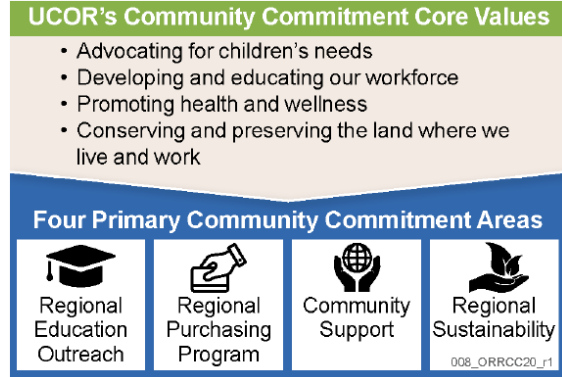 UCOR's Community Commitment Core Values
• Advocating for children's needs
• Developing and educating our workforce
• Promoting health and wellness
• Conserving and preserving the land where we
live and work
Four Primary Community Commitment Areas
Regional
Education
Outreach
Regional
Purchasing
Program
Community
Support
Regional
Sustainability
008_ORRCC20_r1